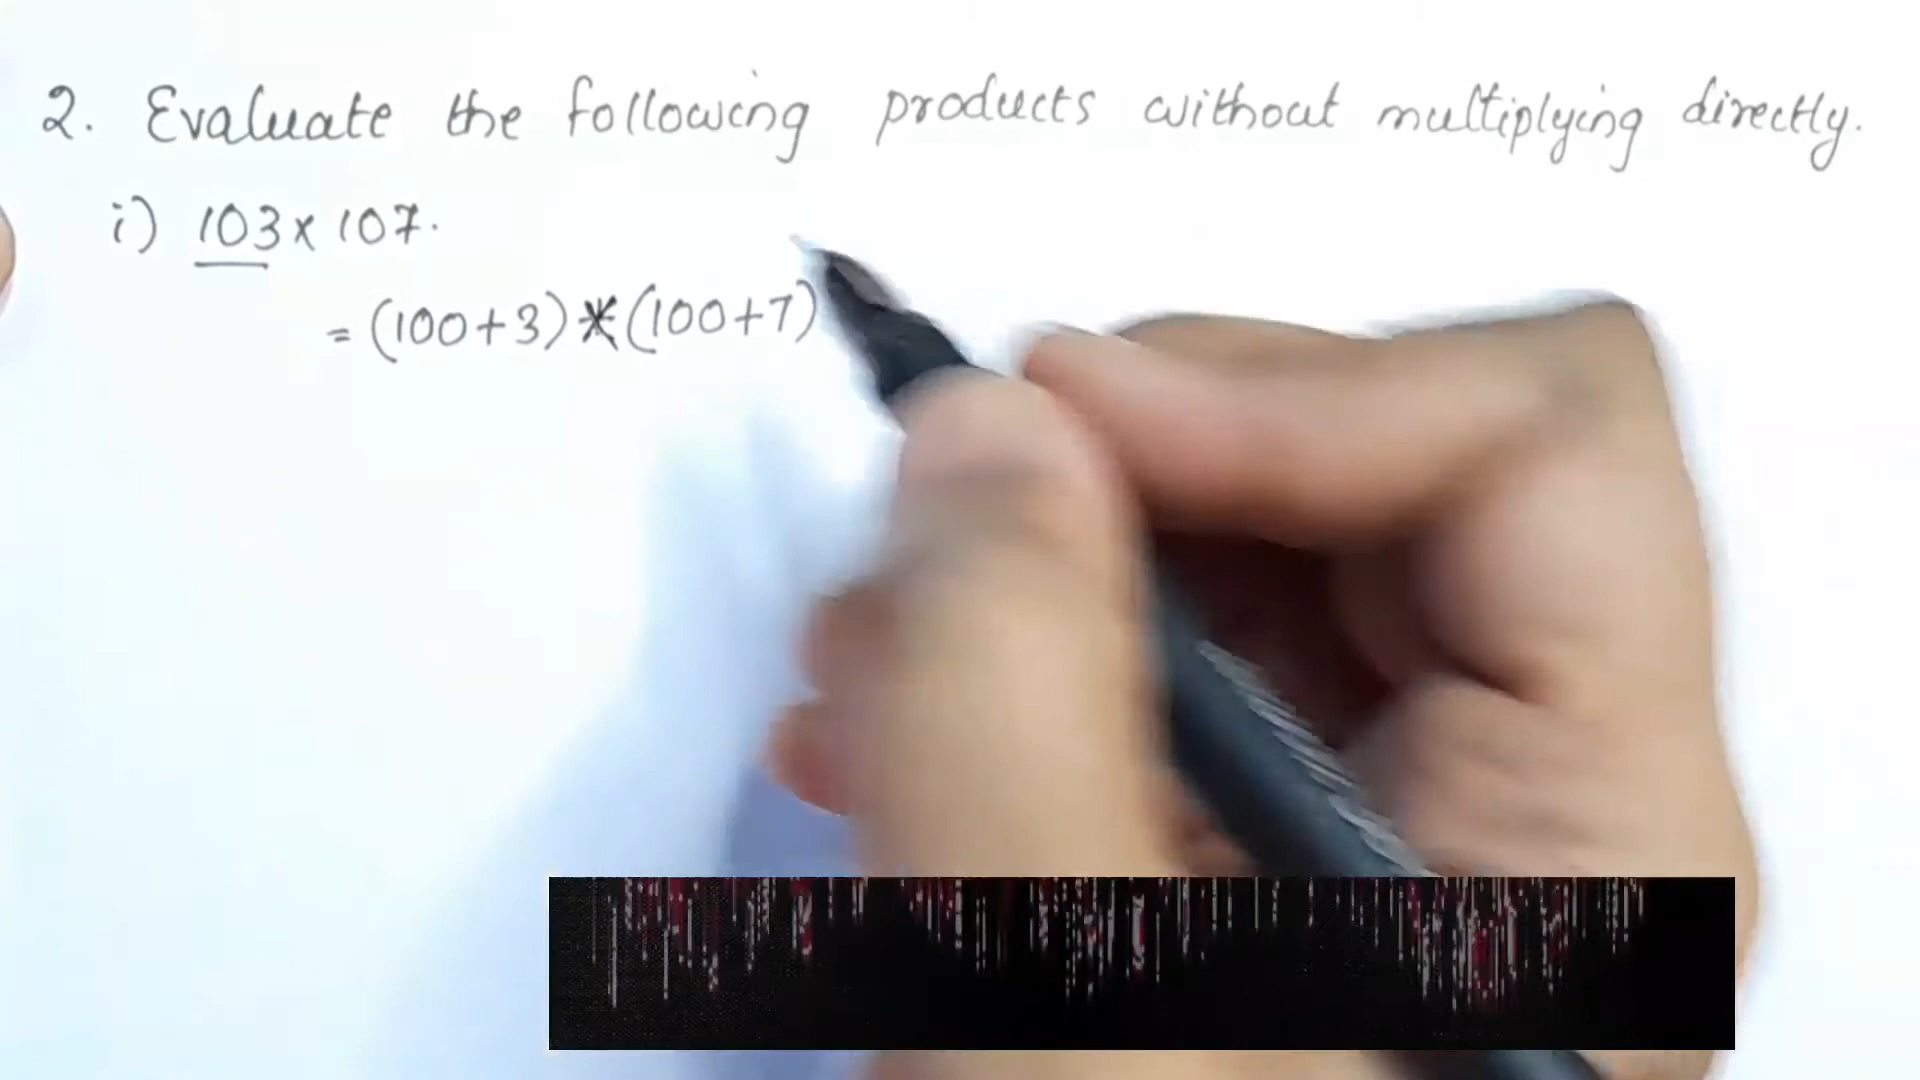 2. Evaluate the following products without multiplying directly.
i) 103 x 107.
= (100+3) * (100+7)